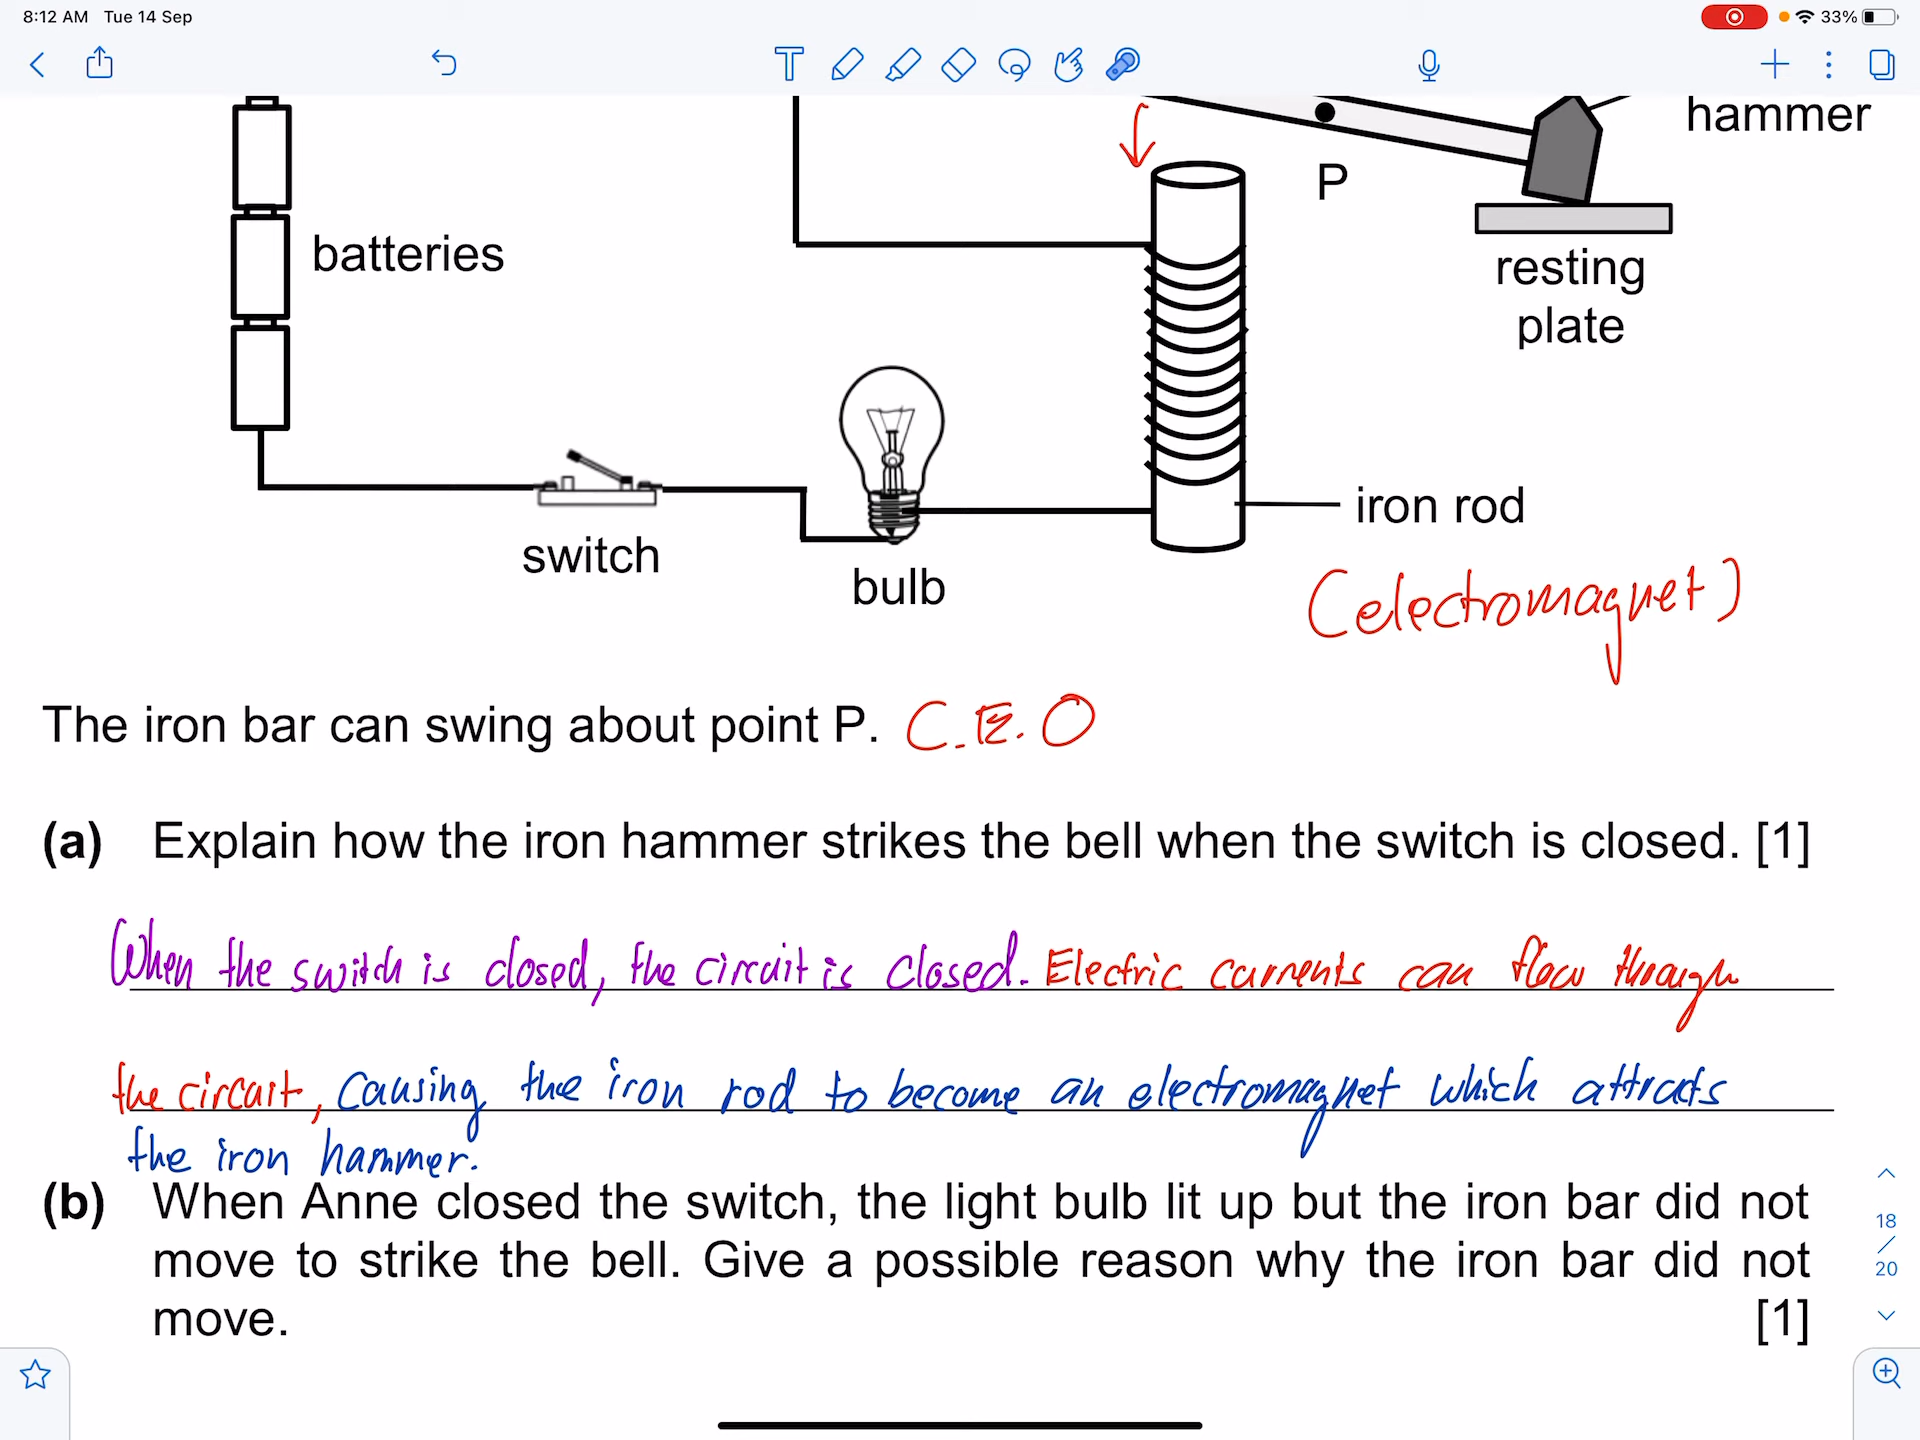 8:12 AM Tue 14 Sep
33%
hammer
P
batteries
resting
plate
iron rod
switch
bulb
(electromagnet)
The iron bar can swing about point P. C.E.O
(a) Explain how the iron hammer strikes the bell when the switch is closed. [1]
When the switch is closed, the circuit is closed. Electric currents can flow through
the circuit, causing the iron rod to become an electromagnet which attracts
the iron hammer.
(b) When Anne closed the switch, the light bulb lit up but the iron bar did not
move to strike the bell. Give a possible reason why the iron bar did not
move. [1]
18
/
20